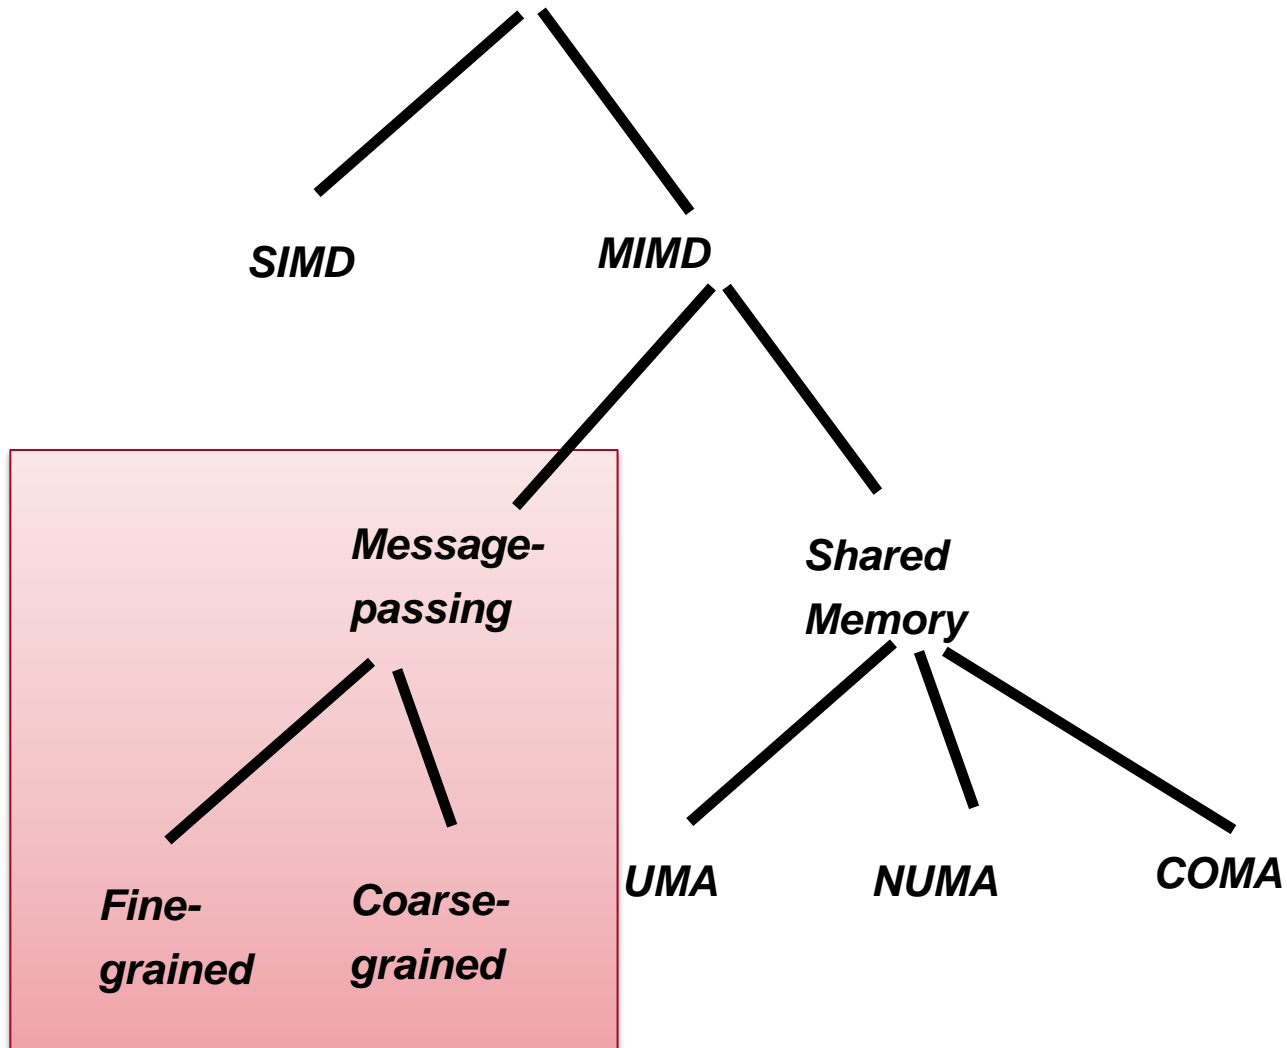 SIMD
MIMD
Message-
passing
Shared
Memory
Fine-
grained
Coarse-
grained
UMA
NUMA
COMA